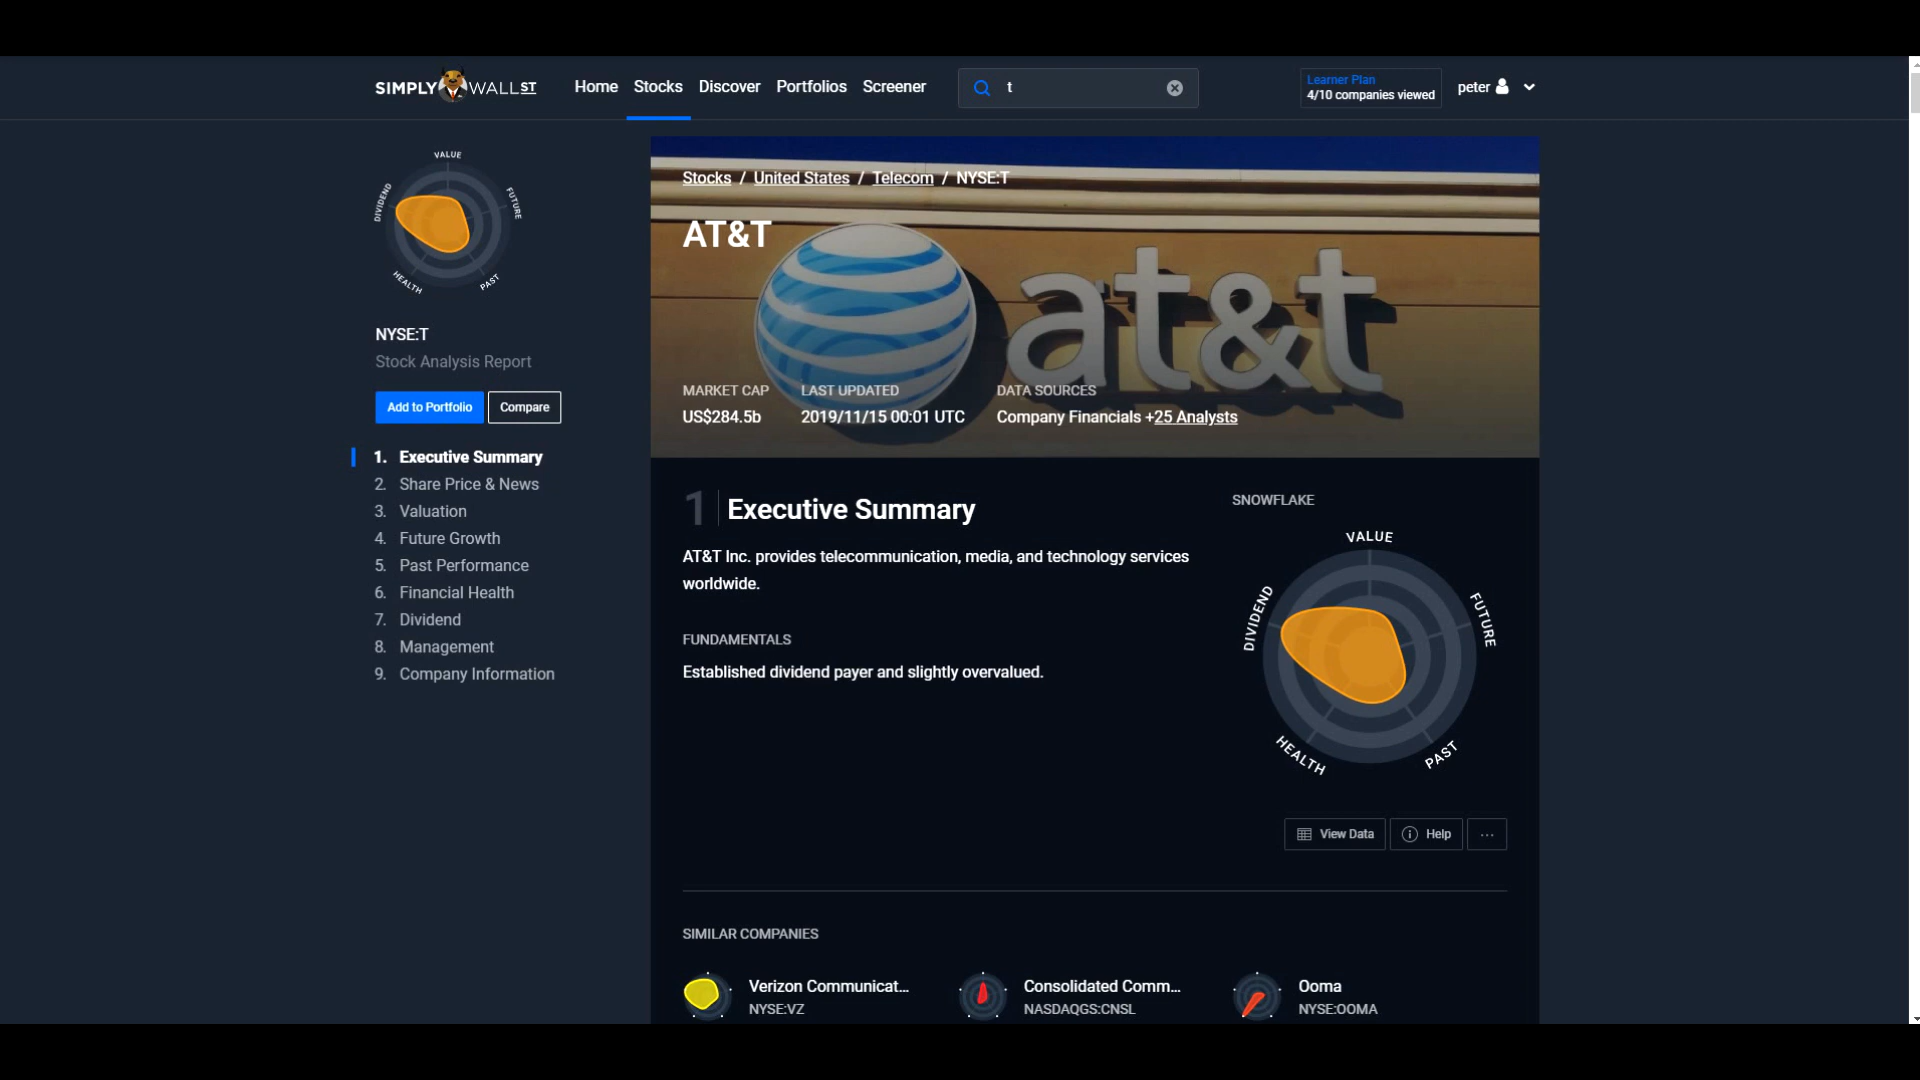 SIMPLY WALLST
Home
Stocks
Discover
Portfolios
Screener
t
Learner Plan
4/10 companies viewed
peter
VALUE
FUTURE
PAST
HEALTH
DIVIDEND
NYSE:T
Stock Analysis Report
Add to Portfolio
Compare
1. Executive Summary
2. Share Price & News
3. Valuation
4. Future Growth
5. Past Performance
6. Financial Health
7. Dividend
8. Management
9. Company Information
Stocks / United States / Telecom / NYSE:T
AT&T
at&t
MARKET CAP
US$284.5b
LAST UPDATED
2019/11/15 00:01 UTC
DATA SOURCES
Company Financials +25 Analysts
1 Executive Summary
AT&T Inc. provides telecommunication, media, and technology services
worldwide.
FUNDAMENTALS
Established dividend payer and slightly overvalued.
SNOWFLAKE
VALUE
FUTURE
PAST
HEALTH
DIVIDEND
View Data
Help
...
SIMILAR COMPANIES
Verizon Communicat...
NYSE:VZ
Consolidated Comm...
NASDAQGS:CNSL
Ooma
NYSE:OOMA